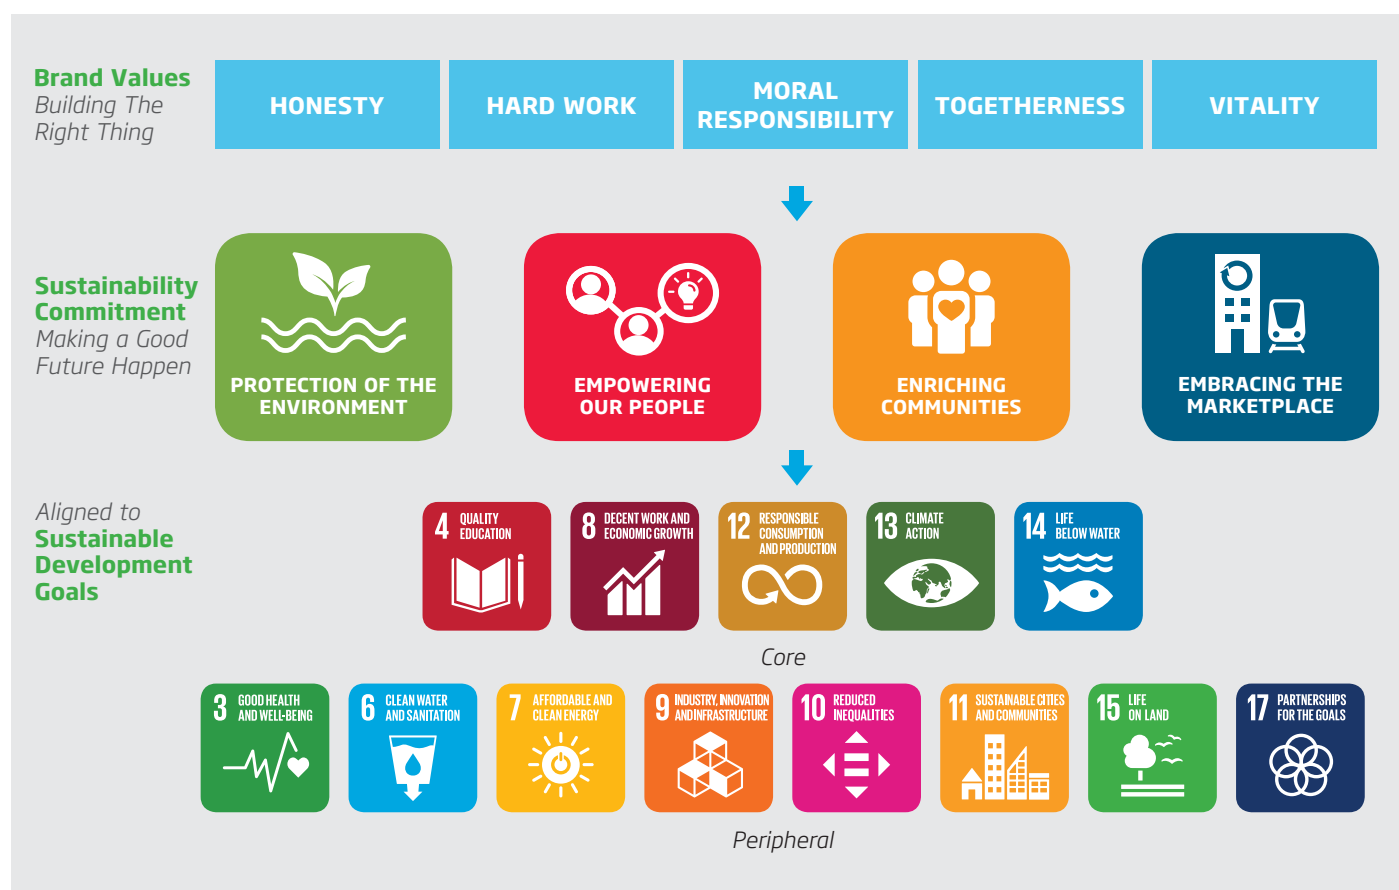 Brand Values
Building The
Right Thing
HONESTY
HARD WORK
MORAL
RESPONSIBILITY
TOGETHERNESS
VITALITY
Sustainability
Commitment
Making a Good
Future Happen
PROTECTION OF THE
ENVIRONMENT
EMPOWERING
OUR PEOPLE
ENRICHING
COMMUNITIES
EMBRACING THE
MARKETPLACE
Aligned to
Sustainable
Development
Goals
4 QUALITY
EDUCATION
8 DECENT WORK AND
ECONOMIC GROWTH
12 RESPONSIBLE
CONSUMPTION
AND PRODUCTION
13 CLIMATE
ACTION
14 LIFE
BELOW WATER
Core
3 GOOD HEALTH
AND WELL-BEING
6 CLEAN WATER
AND SANITATION
7 AFFORDABLE AND
CLEAN ENERGY
9 INDUSTRY, INNOVATION
AND INFRASTRUCTURE
10 REDUCED
INEQUALITIES
11 SUSTAINABLE CITIES
AND COMMUNITIES
15 LIFE
ON LAND
17 PARTNERSHIPS
FOR THE GOALS
Peripheral